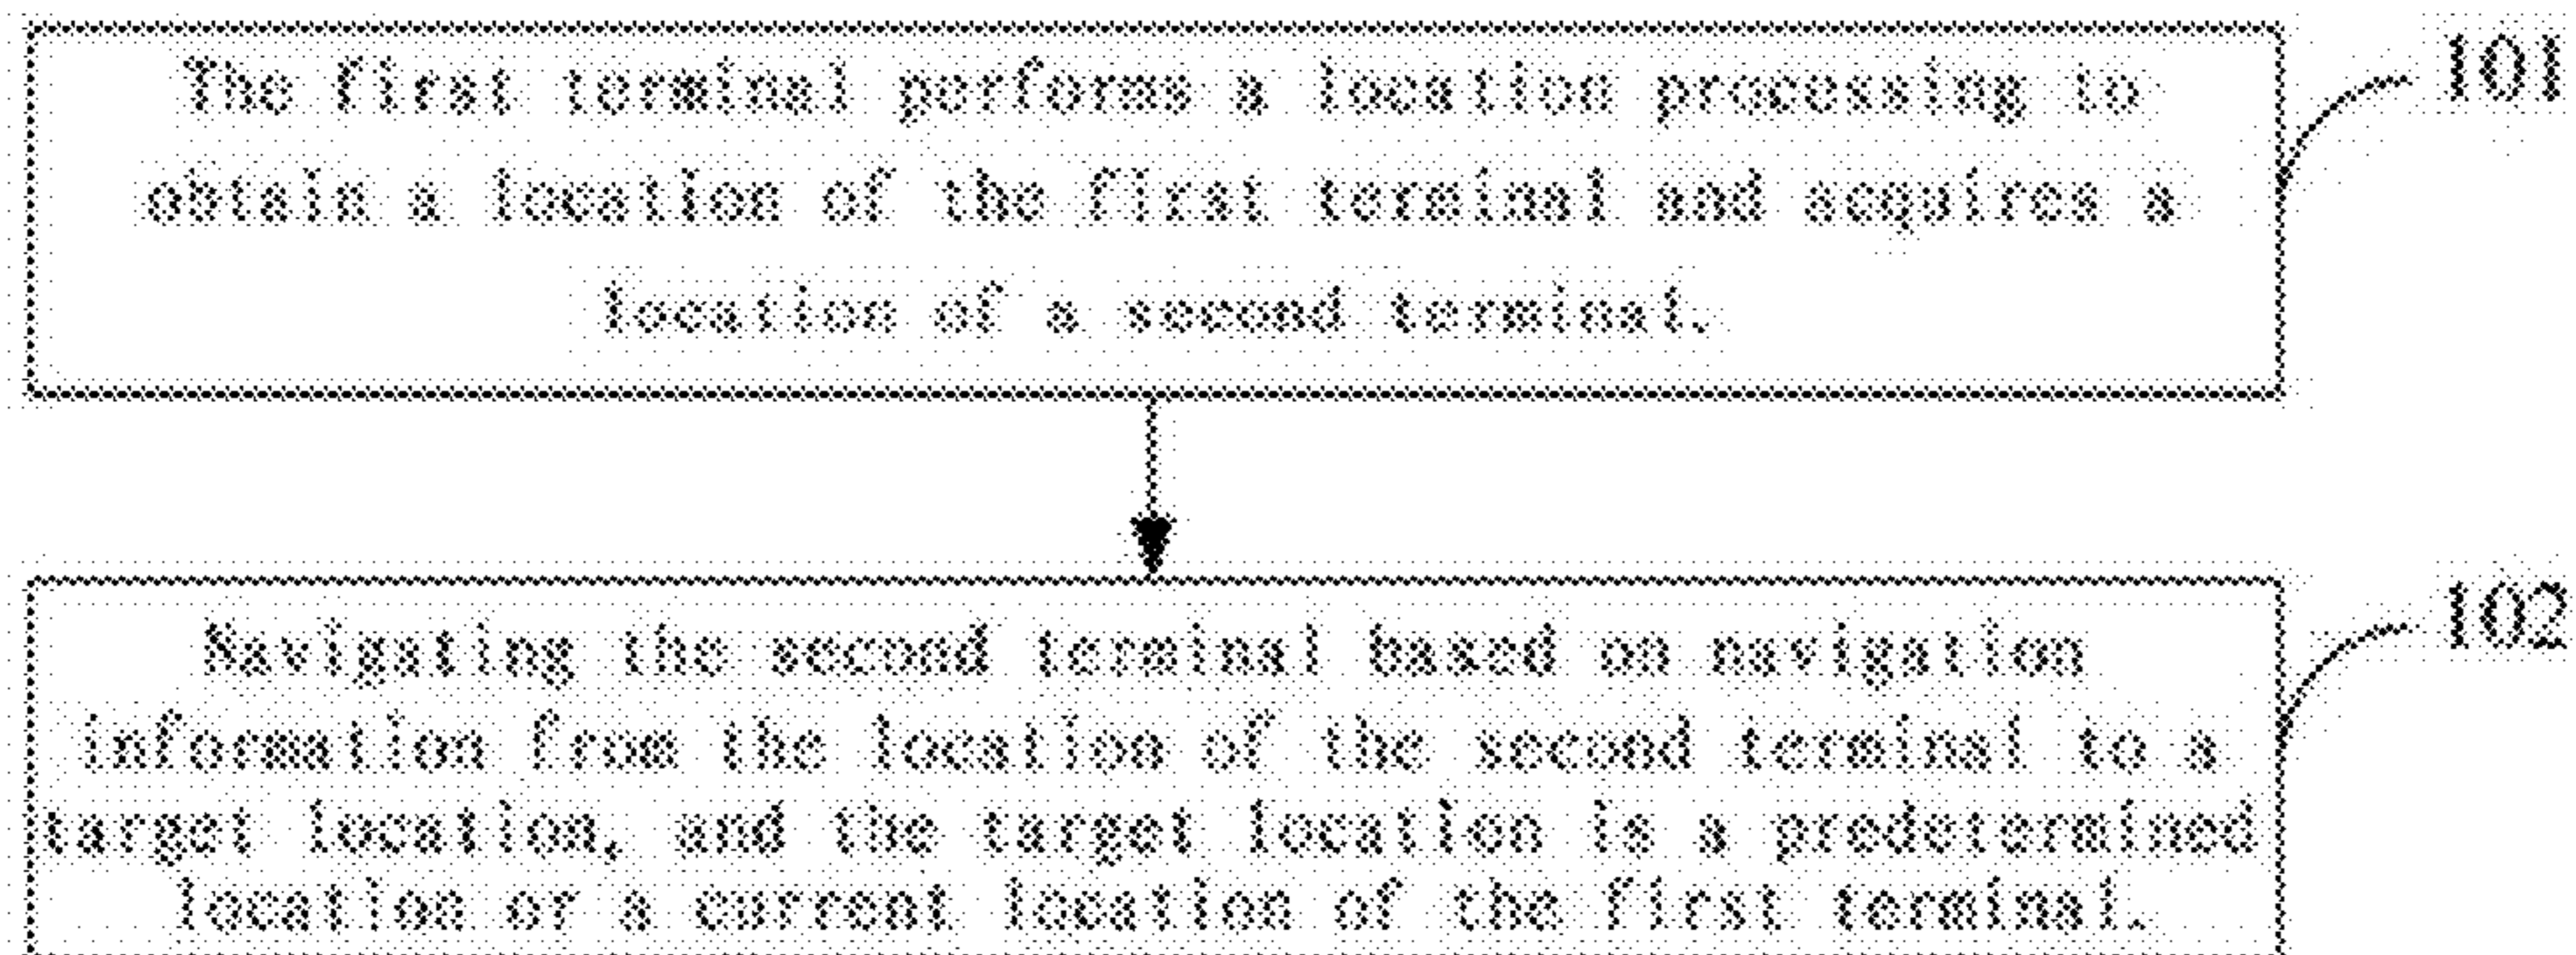 The first terminal performs a location processing to
101
obtain a location of the first terminal and acquires a
location of a second terminal.
Navigating the second terminal based on navigation
102
information from the location of the second terminal to a
target location, and the target location is a predetermined
location or a current location of the first terminal.